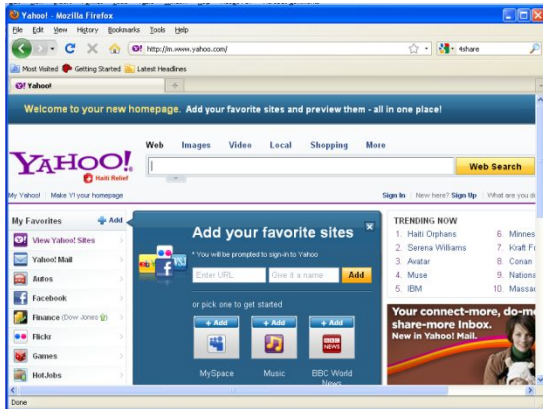 Yahoo! - Mozilla Firefox
File Edit View History Bookmarks Tools Help
http://m.www.yahoo.com/
4share
Most Visited Getting Started Latest Headlines
Yahoo!
Welcome to your new homepage. Add your favorite sites and preview them - all in one place!
Web Images Video Local Shopping More
YAHOO!
Haiti Relief
Web Search
My Yahoo! Make Y! your homepage
Sign In New here? Sign Up What are you d
My Favorites Add
View Yahoo! Sites
Yahoo! Mail
Autos
Facebook
Finance (Dow Jones)
Flickr
Games
HotJobs
Add your favorite sites
* You will be prompted to sign-in to Yahoo
Enter URL Give it a name Add
or pick one to get started
+ Add + Add + Add
BBC
NEWS
MySpace Music BBC World
News
TRENDING NOW
1. Haiti Orphans 6. Minnes
2. Serena Williams 7. Kraft Fo
3. Avatar 8. Conan
4. Muse 9. Nationa
5. IBM 10. Massac
Your connect-more, do-m
share-more Inbox.
New in Yahoo! Mail.
Done